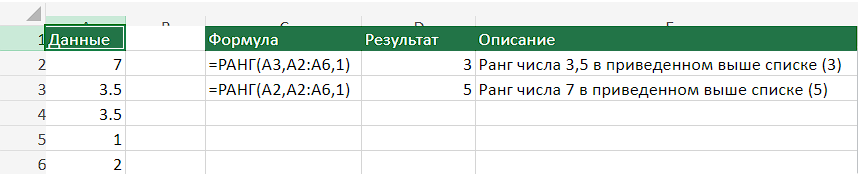 1 Данные Формула Результат Описание
2 7 =РАНГ(A3,A2:A6,1) 3 Ранг числа 3,5 в приведенном выше списке (3)
3 3.5 =РАНГ(A2,A2:A6,1) 5 Ранг числа 7 в приведенном выше списке (5)
4 3.5
5 1
6 2